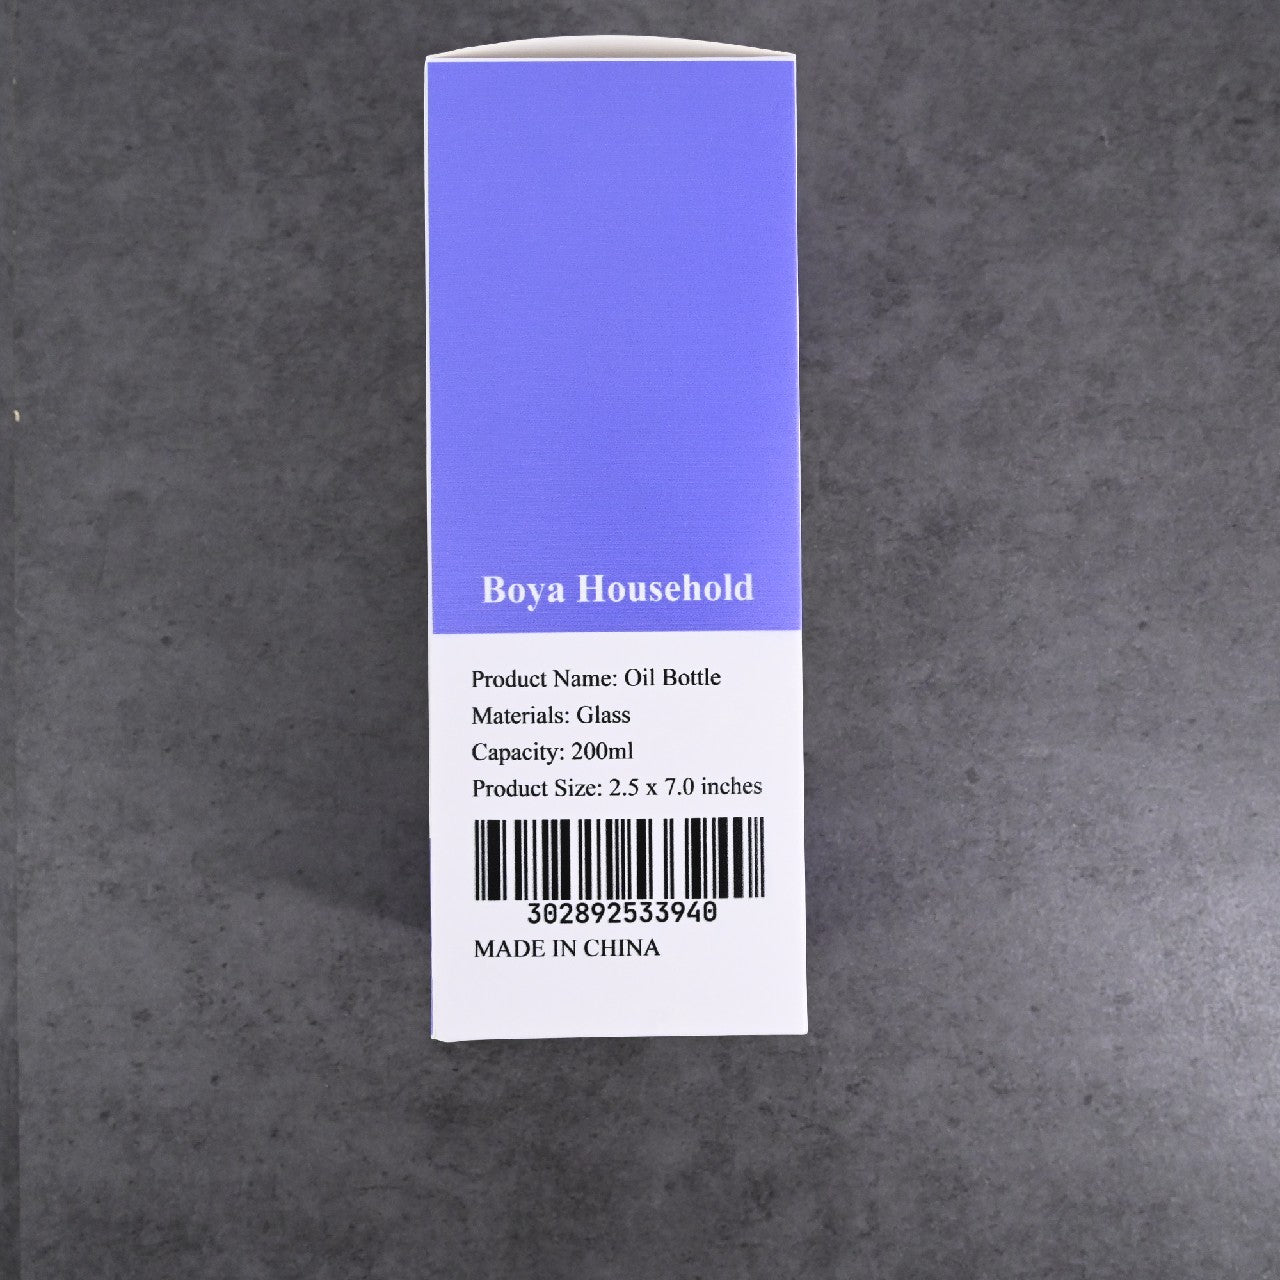 Boya Household
Product Name: Oil Bottle
Materials: Glass
Capacity: 200ml
Product Size: 2.5 x 7.0 inches
302892533940
MADE IN CHINA